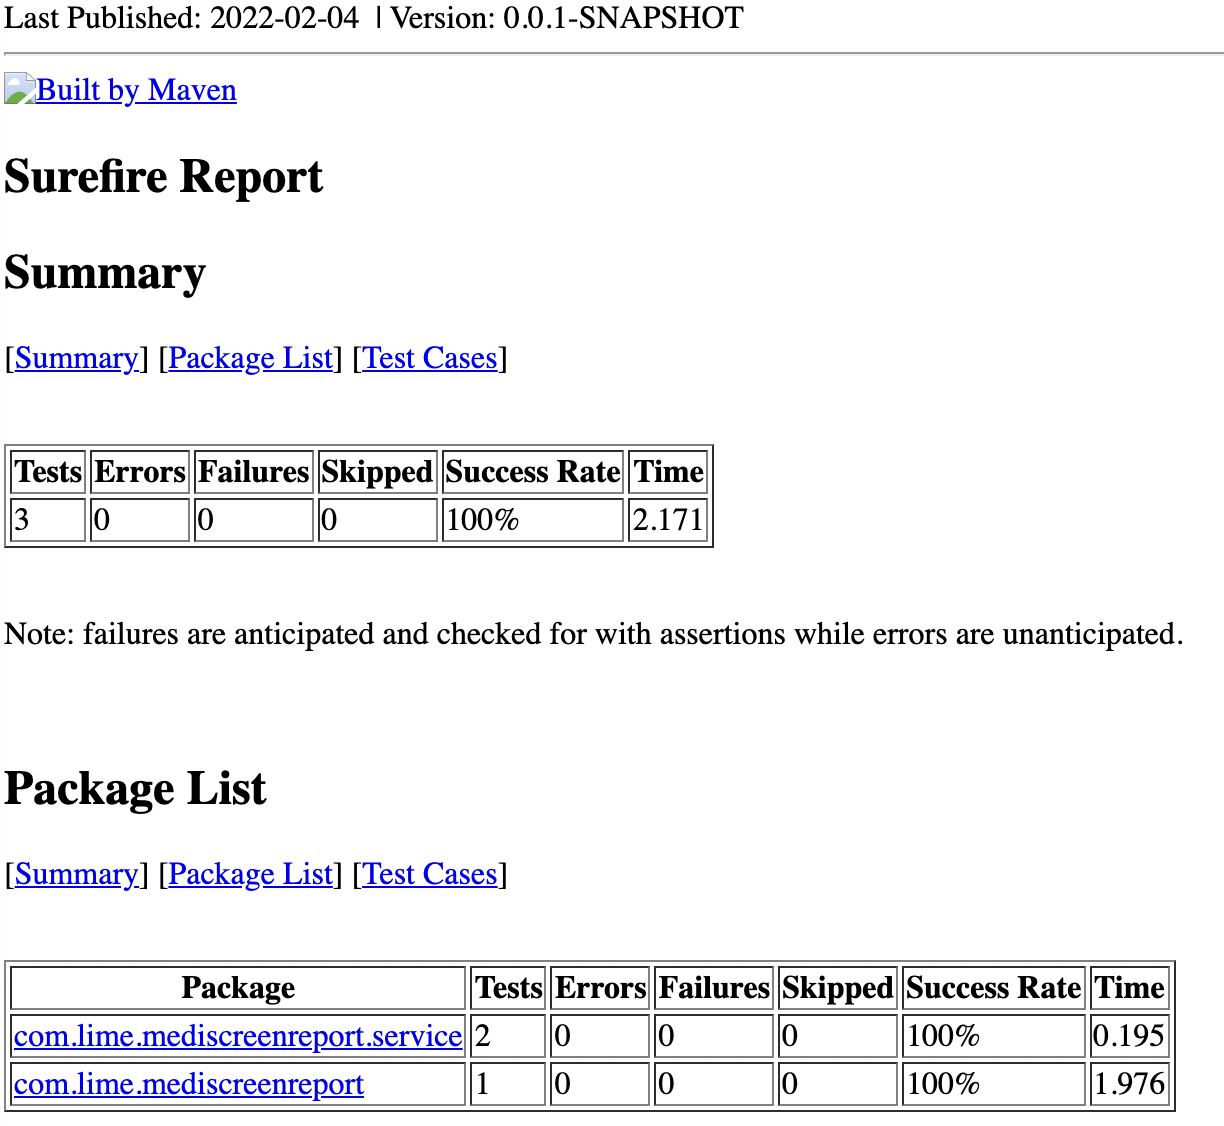 Last Published: 2022-02-04 | Version: 0.0.1-SNAPSHOT
Built by Maven
Surefire Report
Summary
[Summary] [Package List] [Test Cases]
Tests Errors Failures Skipped Success Rate Time
3 0 0 0 100% 2.171
Note: failures are anticipated and checked for with assertions while errors are unanticipated.
Package List
[Summary] [Package List] [Test Cases]
Package Tests Errors Failures Skipped Success Rate Time
com.lime.mediscreenreport.service 2 0 0 0 100% 0.195
com.lime.mediscreenreport 1 0 0 0 100% 1.976